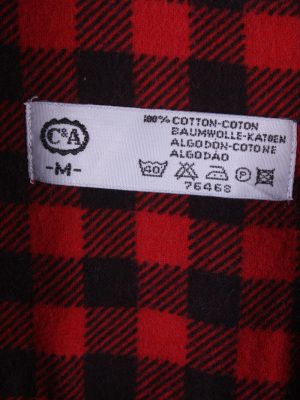 C&A
-M-
100% COTTON-COTON
BAUMWOLLE-KATOEN
ALGODON-COTONE
ALGODAO
40
P
76468